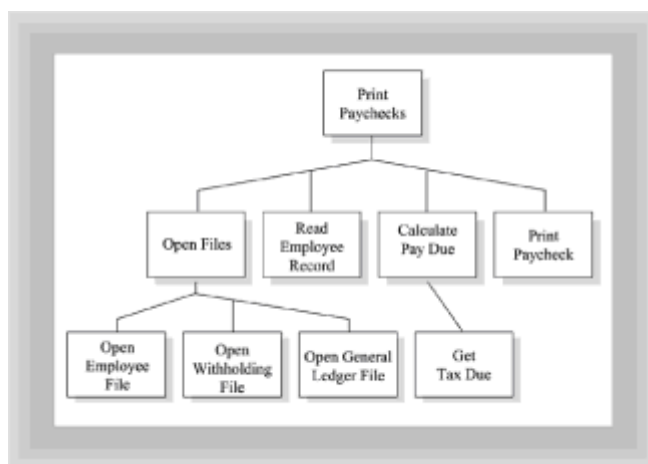 Print
Paychecks
Open Files
Read
Employee
Record
Calculate
Pay Due
Print
Paycheck
Open
Employee
File
Open
Withholding
File
Open General
Ledger File
Get
Tax Due